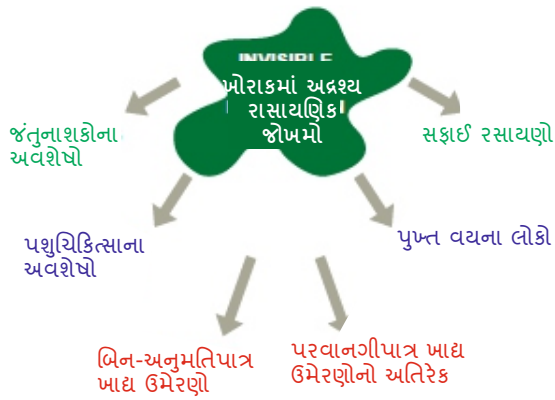 INVISIBLE
ખોરાકમાં અદ્રશ્ય
રાસાયણિક
જોખમો
જંતુનાશકોના
અવશેષો
સફાઈ રસાયણો
પશુચિકિત્સાના
અવશેષો
પુખ્ત વયના લોકો
બિન-અનુમતિપાત્ર
ખાદ્ય ઉમેરણો
પરવાનગીપાત્ર ખાદ્ય
ઉમેરણોનો અતિરેક